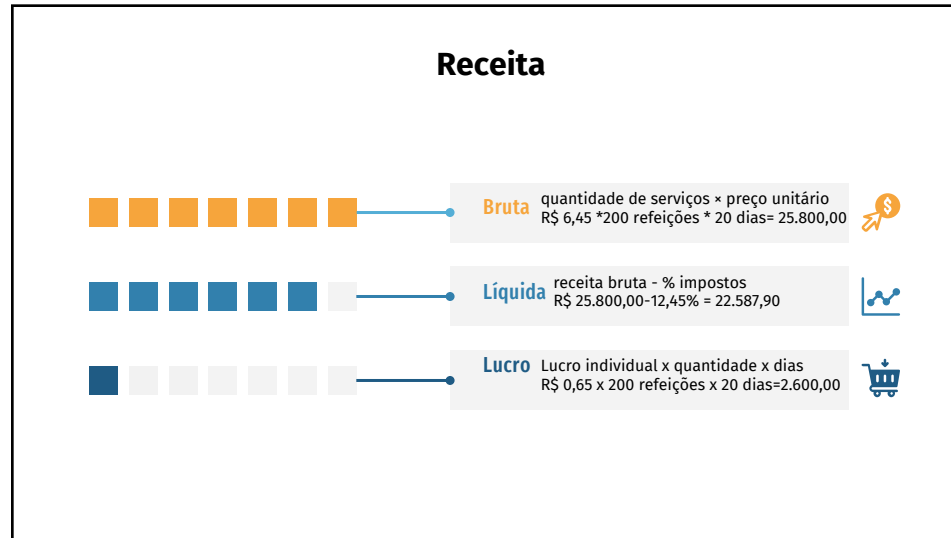 Receita
Bruta
quantidade de serviços × preço unitário
R$ 6,45 *200 refeições * 20 dias= 25.800,00
$
Líquida
receita bruta - % impostos
R$ 25.800,00-12,45% = 22.587,90
Lucro
Lucro individual x quantidade x dias
R$ 0,65 x 200 refeições x 20 dias=2.600,00